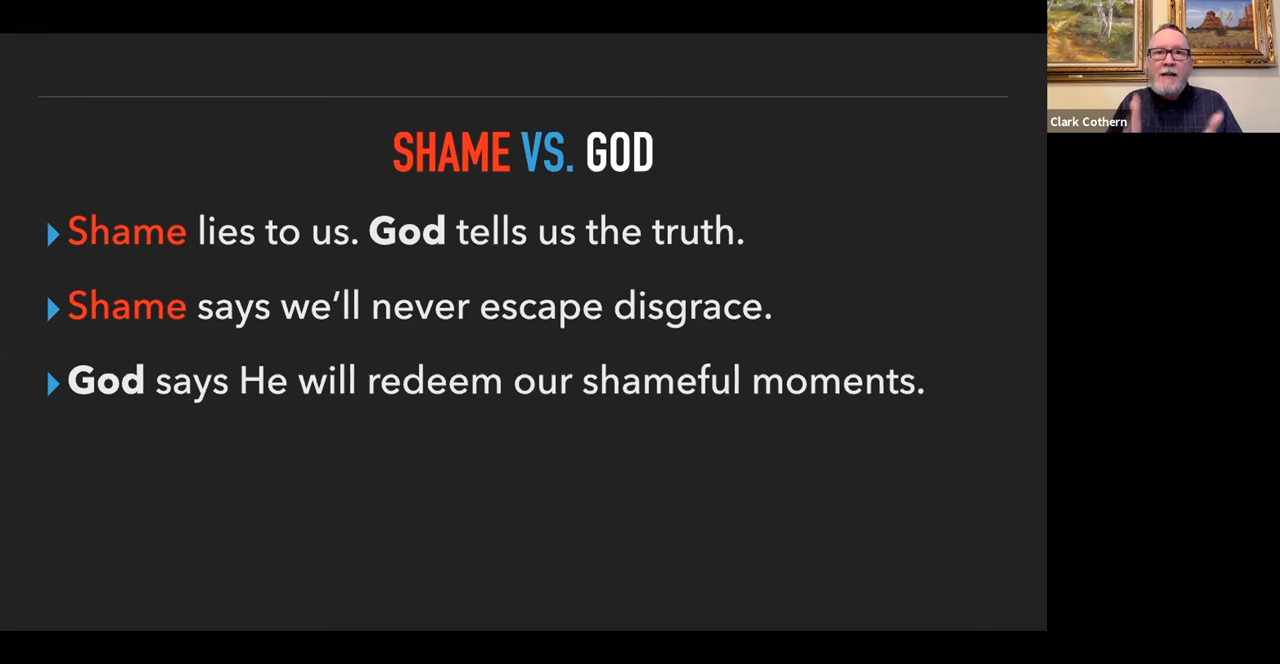 SHAME VS. GOD
Shame lies to us. God tells us the truth.
Shame says we’ll never escape disgrace.
God says He will redeem our shameful moments.
Clark Cothern